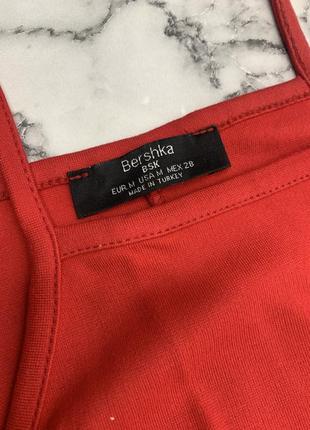 Bershka
BSK
EUR M USA M MEX 28
MADE IN TURKEY